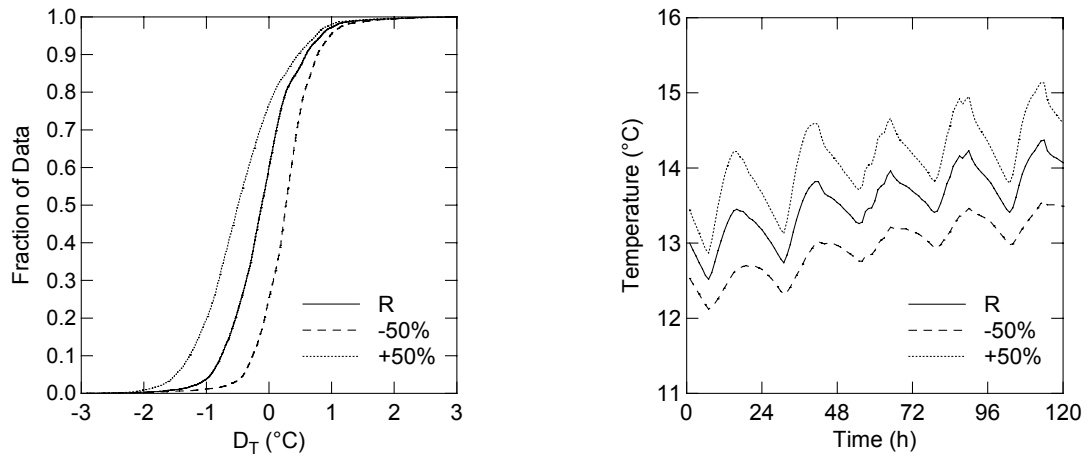 1.0
0.9
0.8
0.7
0.6
0.5
0.4
0.3
0.2
0.1
0.0
Fraction of Data
-3 -2 -1 0 1 2 3
D_T (°C)
R
-50%
+50%
16
15
14
13
12
11
Temperature (°C)
0 24 48 72 96 120
Time (h)
R
-50%
+50%